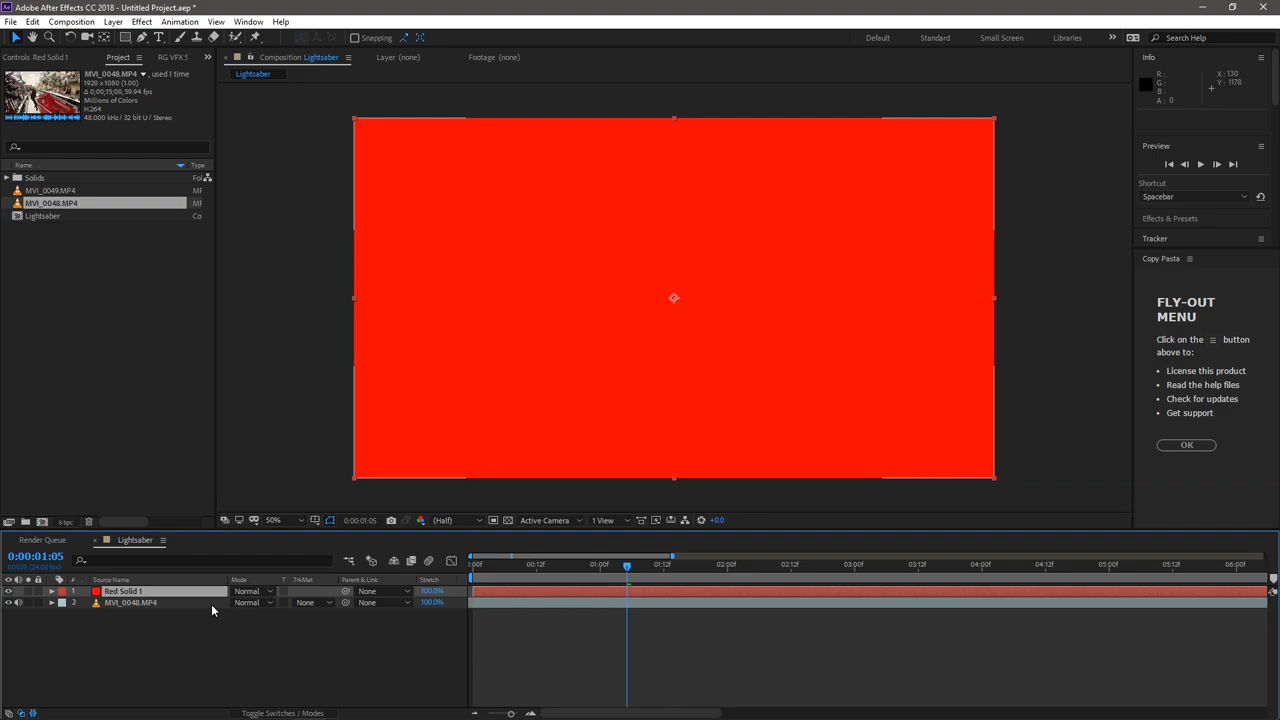 Adobe After Effects CC 2018 - Untitled Project.aep *
File Edit Composition Layer Effect Animation View Window Help
Snapping Default Standard Small Screen Libraries Search Help
Controls Red Solid 1 Project RG VFX S
Composition Lightsaber Layer (none) Footage (none)
Lightsaber
MVI_0048.MP4 , used 1 time
1920 x 1080 (1.00)
Δ 0;00;15;00, 59.94 fps
Millions of Colors
H.264
48.000 kHz / 32 bit U / Stereo
Name Type
Solids Fol
MVI_0049.MP4 MF
MVI_0048.MP4 MF
Lightsaber Co
Info
R : X : 130
G : Y : 1178
B :
A : 0
Preview
Shortcut
Spacebar
Effects & Presets
Tracker
Copy Pasta
FLY-OUT
MENU
Click on the button
above to:
• License this product
• Read the help files
• Check for updates
• Get support
OK
8 bpc
50% 0:00:01:05 (Half) Active Camera 1 View +0.0
Render Queue Lightsaber
0:00:01:05
00029 (24.00 fps)
# Source Name Mode T .TrkMat Parent & Link Stretch
:00f 00:12f 01:00f 01:12f 02:00f 02:12f 03:00f 03:12f 04:00f 04:12f 05:00f 05:12f 06:00f
1 Red Solid 1 Normal None 100.0%
2 MVI_0048.MP4 Normal None None 100.0%
Toggle Switches / Modes